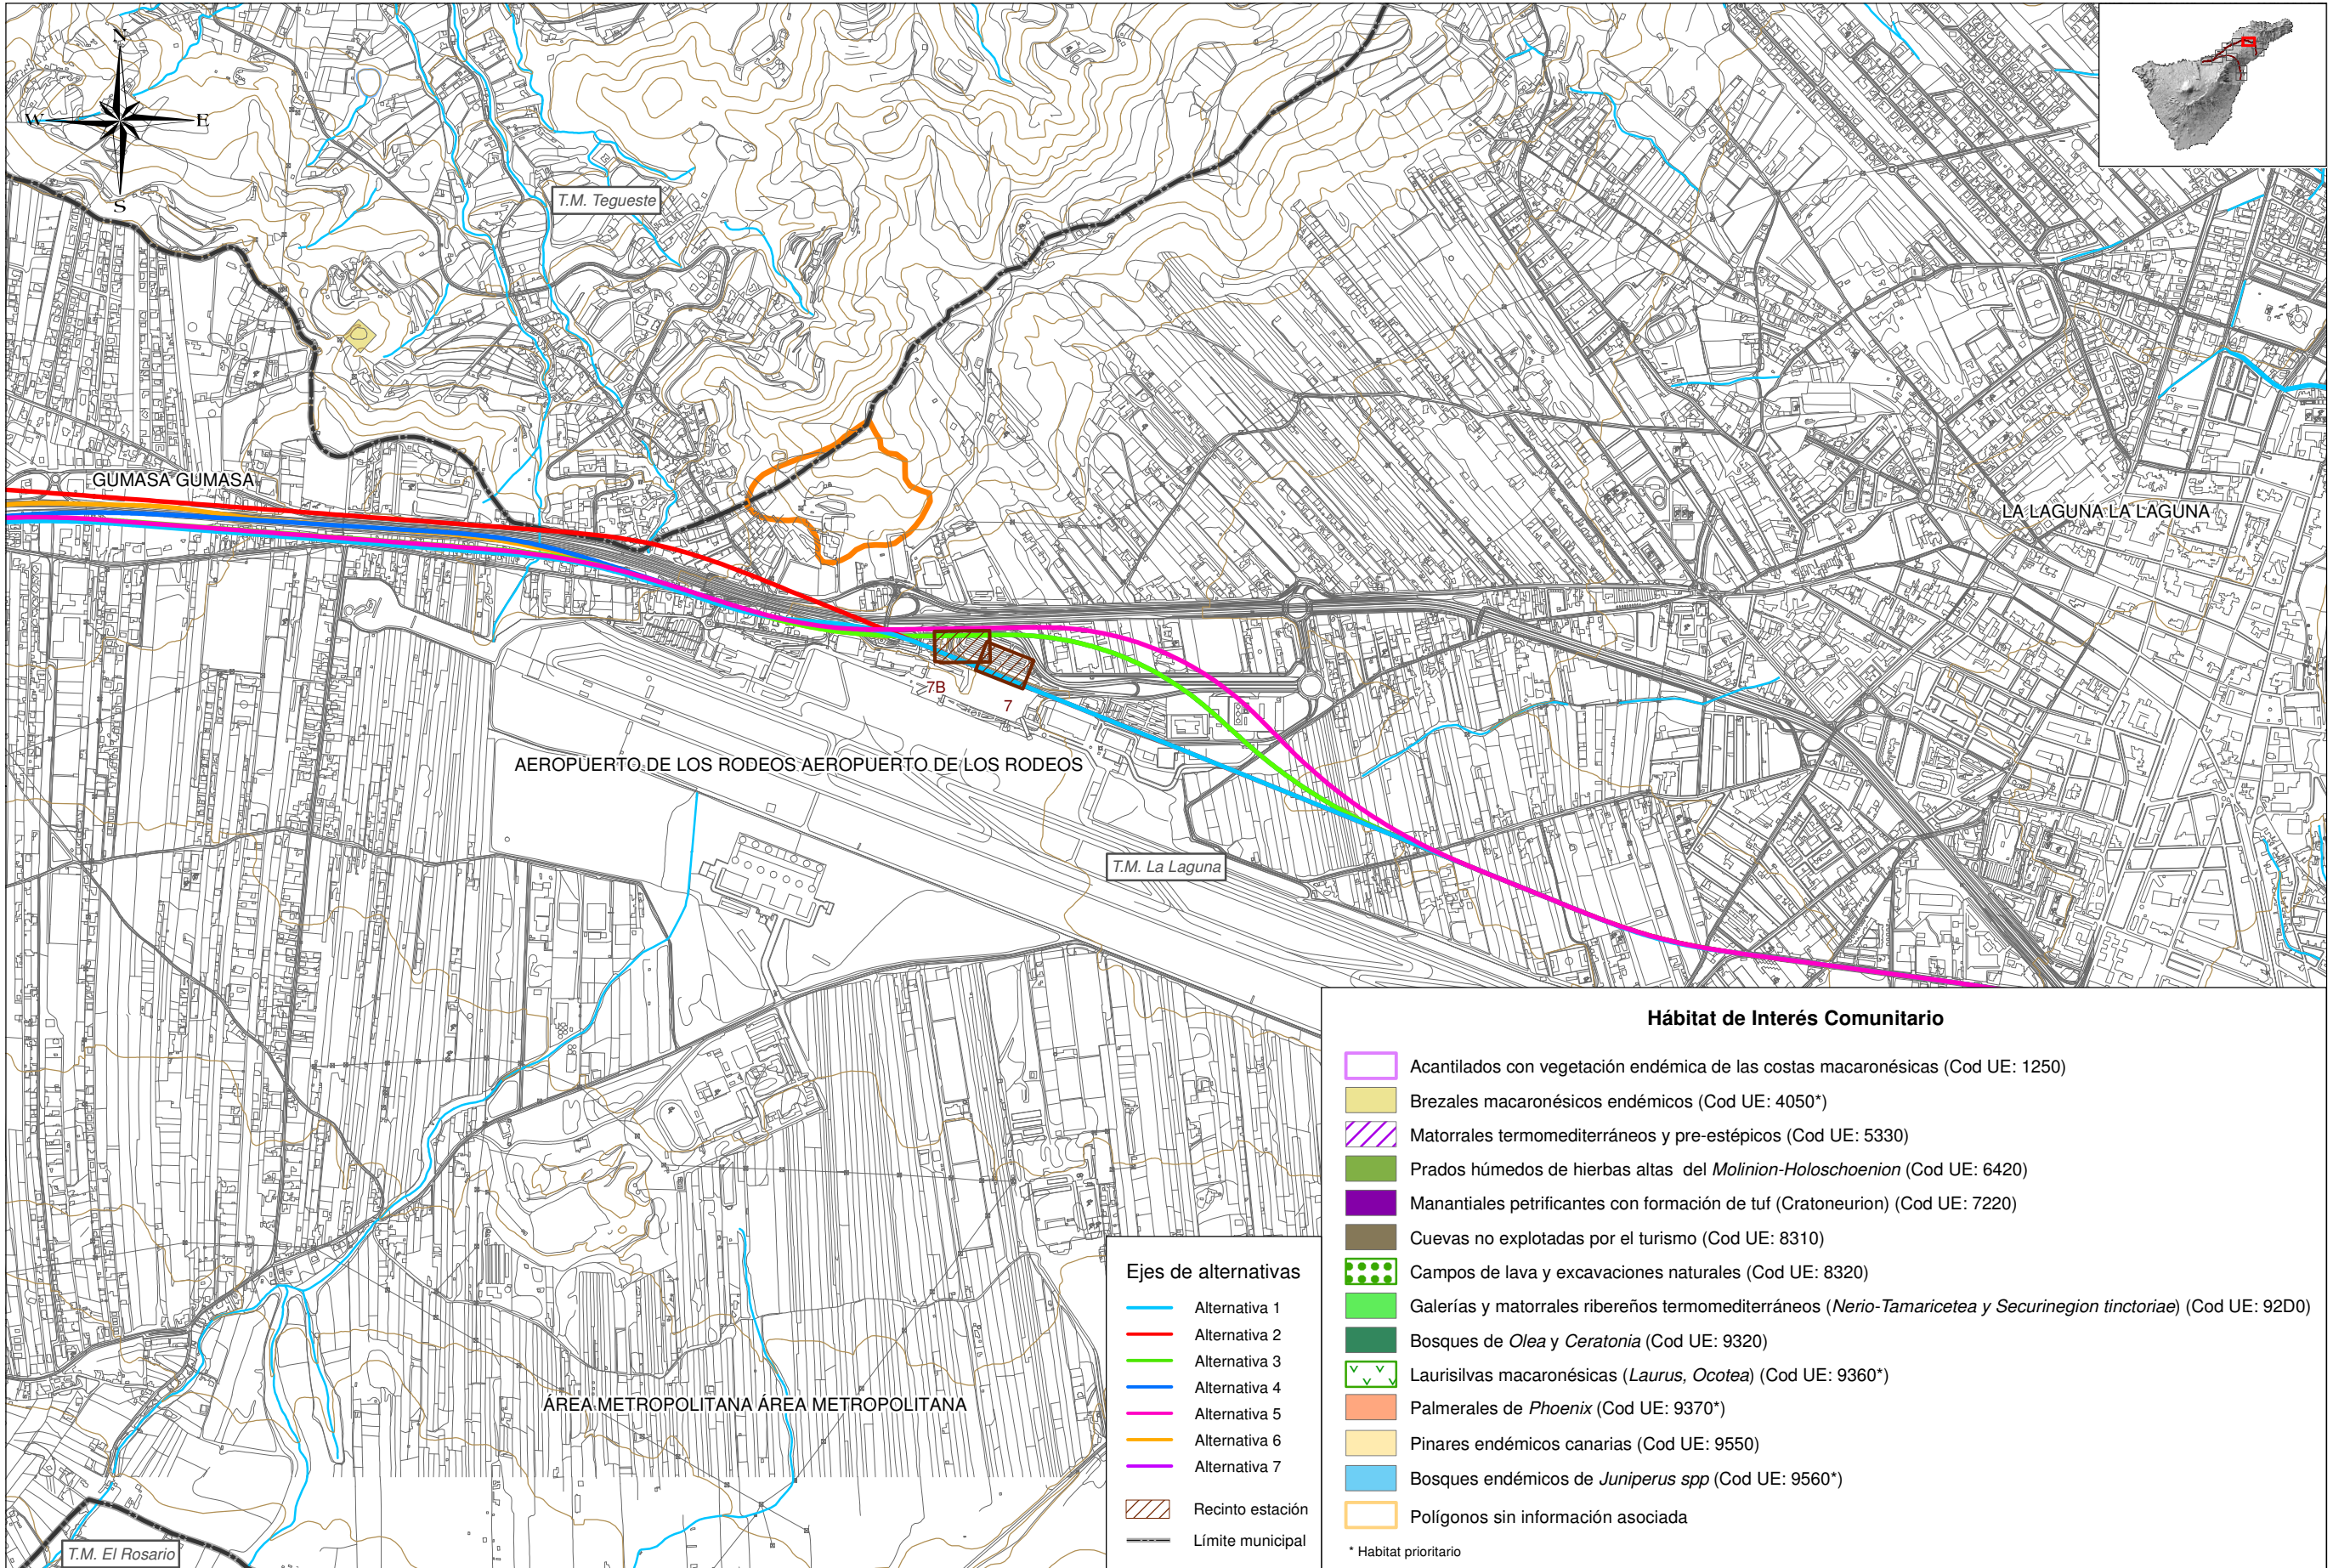 N
W E
S
T.M. Tegueste
GUMASA GUMASA
LA LAGUNA LA LAGUNA
7B
7
AEROPUERTO DE LOS RODEOS AEROPUERTO DE LOS RODEOS
T.M. La Laguna
ÁREA METROPOLITANA ÁREA METROPOLITANA
T.M. El Rosario
Ejes de alternativas
Alternativa 1
Alternativa 2
Alternativa 3
Alternativa 4
Alternativa 5
Alternativa 6
Alternativa 7
Recinto estación
Límite municipal
Hábitat de Interés Comunitario
Acantilados con vegetación endémica de las costas macaronésicas (Cod UE: 1250)
Brezales macaronésicos endémicos (Cod UE: 4050*)
Matorrales termomediterráneos y pre-estépicos (Cod UE: 5330)
Prados húmedos de hierbas altas del Molinion-Holoschoenion (Cod UE: 6420)
Manantiales petrificantes con formación de tuf (Cratoneurion) (Cod UE: 7220)
Cuevas no explotadas por el turismo (Cod UE: 8310)
Campos de lava y excavaciones naturales (Cod UE: 8320)
Galerías y matorrales ribereños termomediterráneos (Nerio-Tamaricetea y Securinegion tinctoriae) (Cod UE: 92D0)
Bosques de Olea y Ceratonia (Cod UE: 9320)
Laurisilvas macaronésicas (Laurus, Ocotea) (Cod UE: 9360*)
Palmerales de Phoenix (Cod UE: 9370*)
Pinares endémicos canarias (Cod UE: 9550)
Bosques endémicos de Juniperus spp (Cod UE: 9560*)
Polígonos sin información asociada
* Habitat prioritario